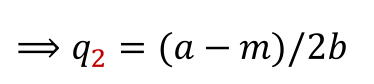 ⟹ q₂ = (a − m)/2b